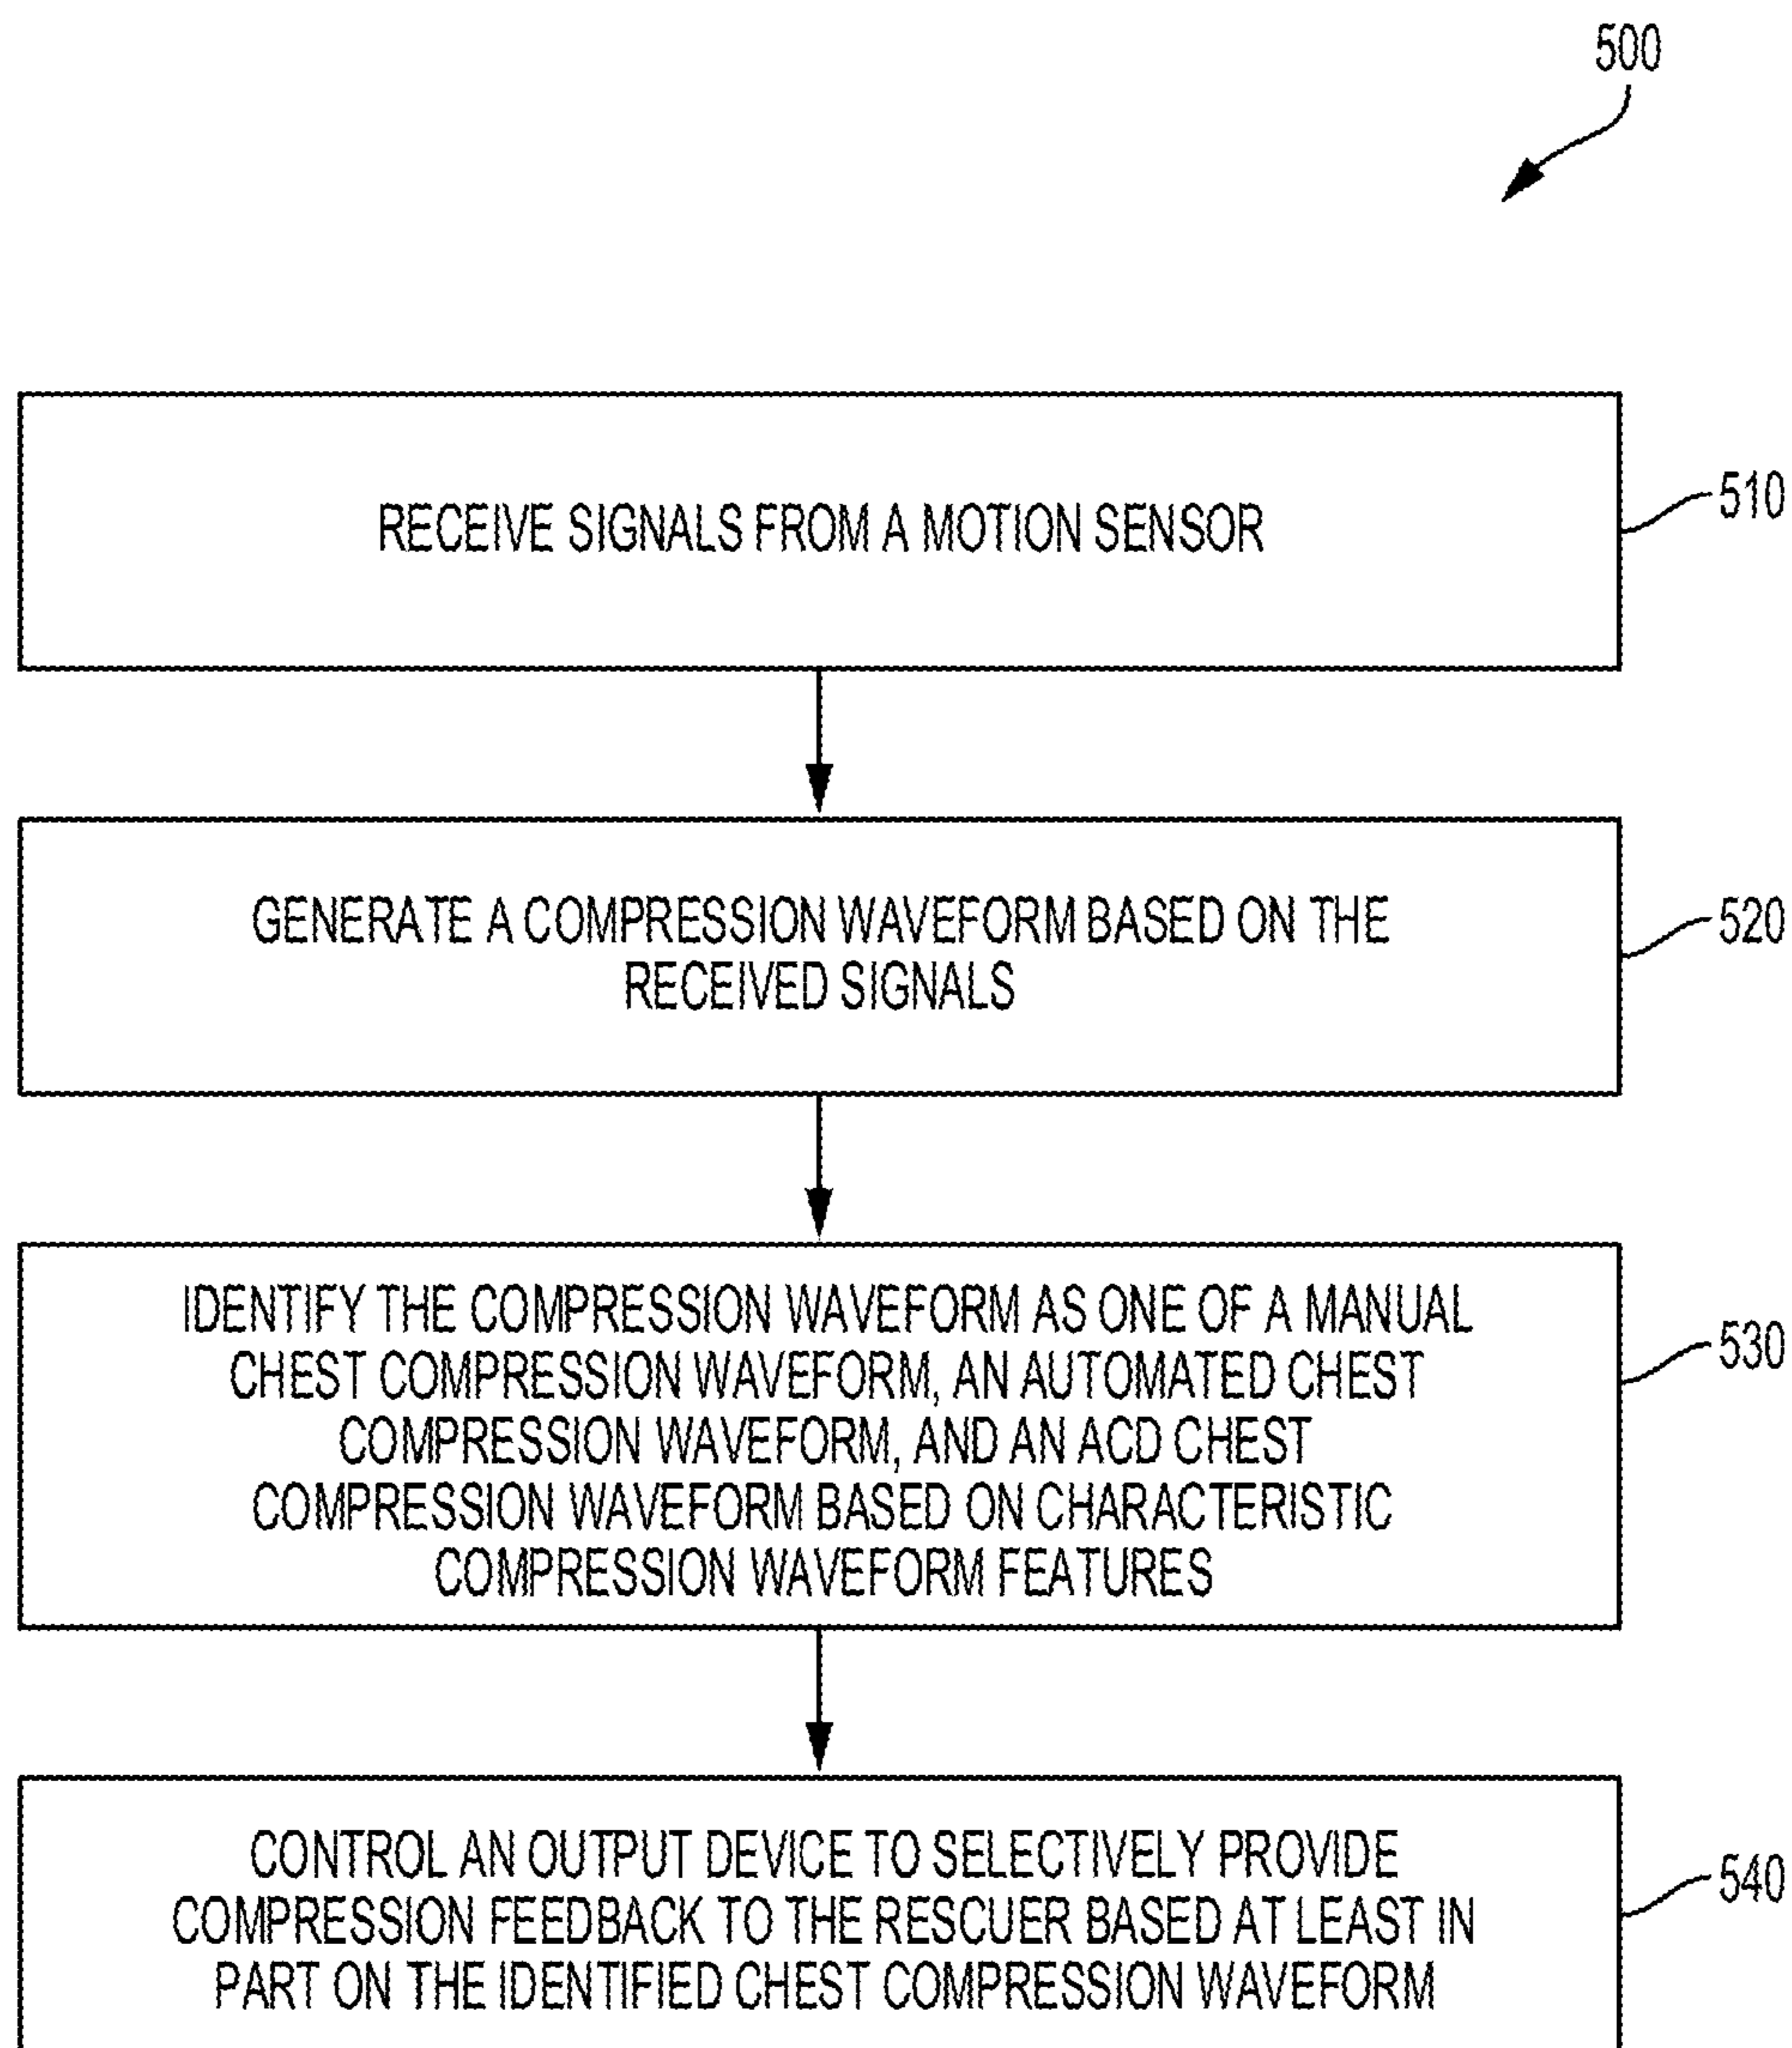 500
RECEIVE SIGNALS FROM A MOTION SENSOR
510
GENERATE A COMPRESSION WAVEFORM BASED ON THE
RECEIVED SIGNALS
520
IDENTIFY THE COMPRESSION WAVEFORM AS ONE OF A MANUAL
CHEST COMPRESSION WAVEFORM, AN AUTOMATED CHEST
COMPRESSION WAVEFORM, AND AN ACD CHEST
COMPRESSION WAVEFORM BASED ON CHARACTERISTIC
COMPRESSION WAVEFORM FEATURES
530
CONTROL AN OUTPUT DEVICE TO SELECTIVELY PROVIDE
COMPRESSION FEEDBACK TO THE RESCUER BASED AT LEAST IN
PART ON THE IDENTIFIED CHEST COMPRESSION WAVEFORM
540